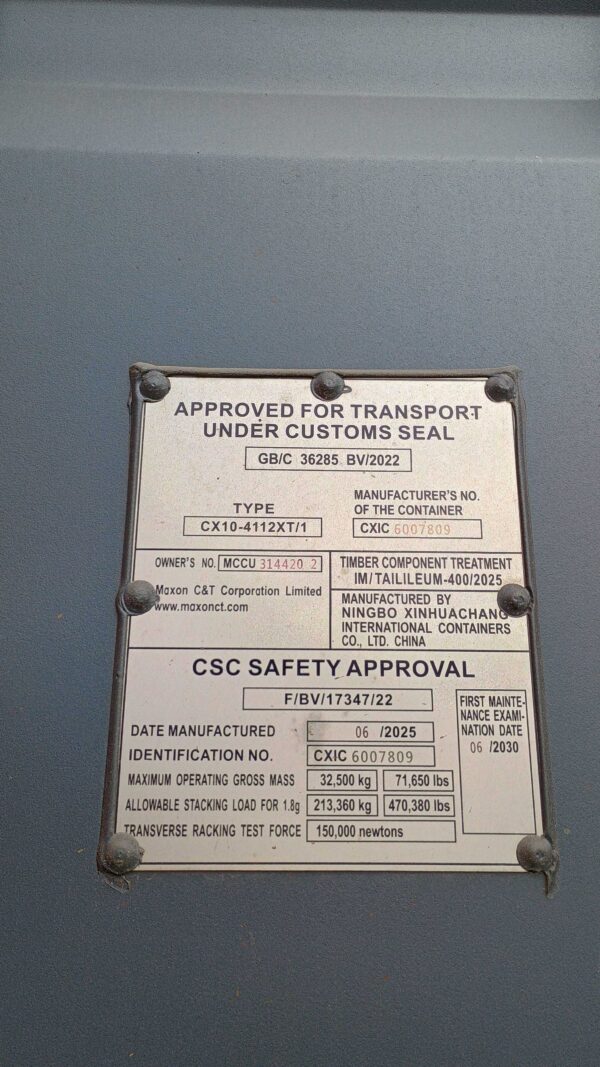 APPROVED FOR TRANSPORT
UNDER CUSTOMS SEAL
GB/C 36285 BV/2022
TYPE
CX10-4112XT/1
MANUFACTURER'S NO.
OF THE CONTAINER
CXIC 6007809
OWNER'S NO. MCCU 314420 2
Maxon C&T Corporation Limited
www.maxonct.com
TIMBER COMPONENT TREATMENT
IM/TAILILEUM-400/2025
MANUFACTURED BY
NINGBO XINHUACHANG
INTERNATIONAL CONTAINERS
CO., LTD. CHINA
CSC SAFETY APPROVAL
F/BV/17347/22
DATE MANUFACTURED 06 /2025
IDENTIFICATION NO. CXIC 6007809
MAXIMUM OPERATING GROSS MASS 32,500 kg 71,650 lbs
ALLOWABLE STACKING LOAD FOR 1.8g 213,360 kg 470,380 lbs
TRANSVERSE RACKING TEST FORCE 150,000 newtons
FIRST MAINTE-
NANCE EXAMI-
NATION DATE
06 /2030